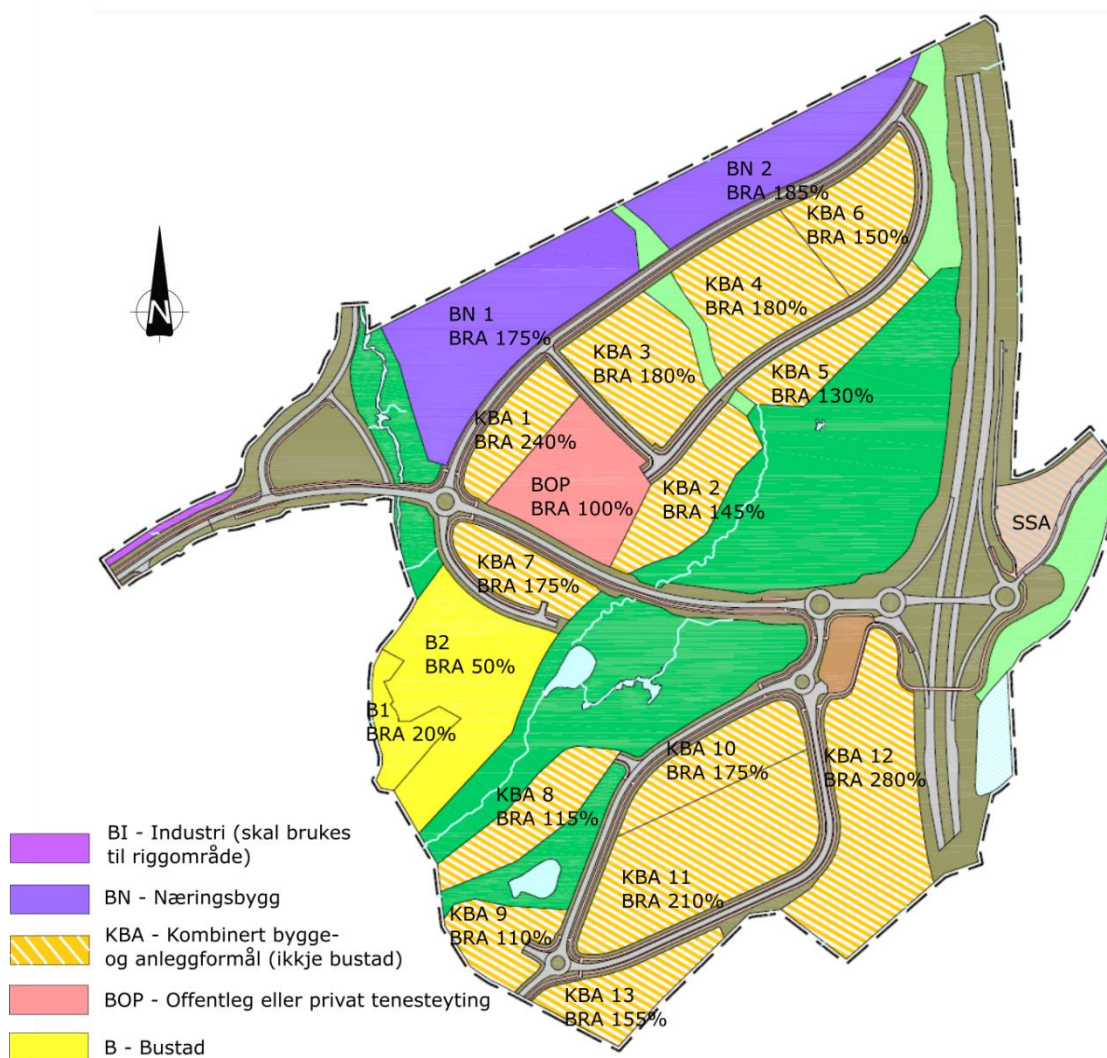 BN 2
BRA 185%
KBA 6
BRA 150%
KBA 4
BRA 180%
BN 1
BRA 175%
KBA 3
BRA 180%
KBA 5
BRA 130%
N
KBA 1
BRA 240%
BOP
BRA 100%
KBA 2
BRA 145%
SSA
KBA 7
BRA 175%
B2
BRA 50%
B1
BRA 20%
KBA 10
BRA 175%
KBA 12
BRA 280%
KBA 8
BRA 115%
KBA 11
BRA 210%
KBA 9
BRA 110%
KBA 13
BRA 155%
BI - Industri (skal brukes
til riggområde)
BN - Næringsbygg
KBA - Kombinert bygge-
og anleggformål (ikkje bustad)
BOP - Offentleg eller privat tenesteyting
B - Bustad